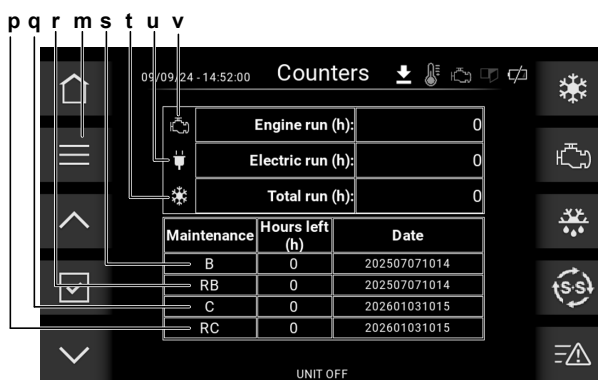 p q r m s t u v
09/09/24 - 14:52:00 Counters
Engine run (h): 0
Electric run (h): 0
Total run (h): 0
Maintenance Hours left (h) Date
B 0 202507071014
RB 0 202507071014
C 0 202601031015
RC 0 202601031015
S·S
UNIT OFF